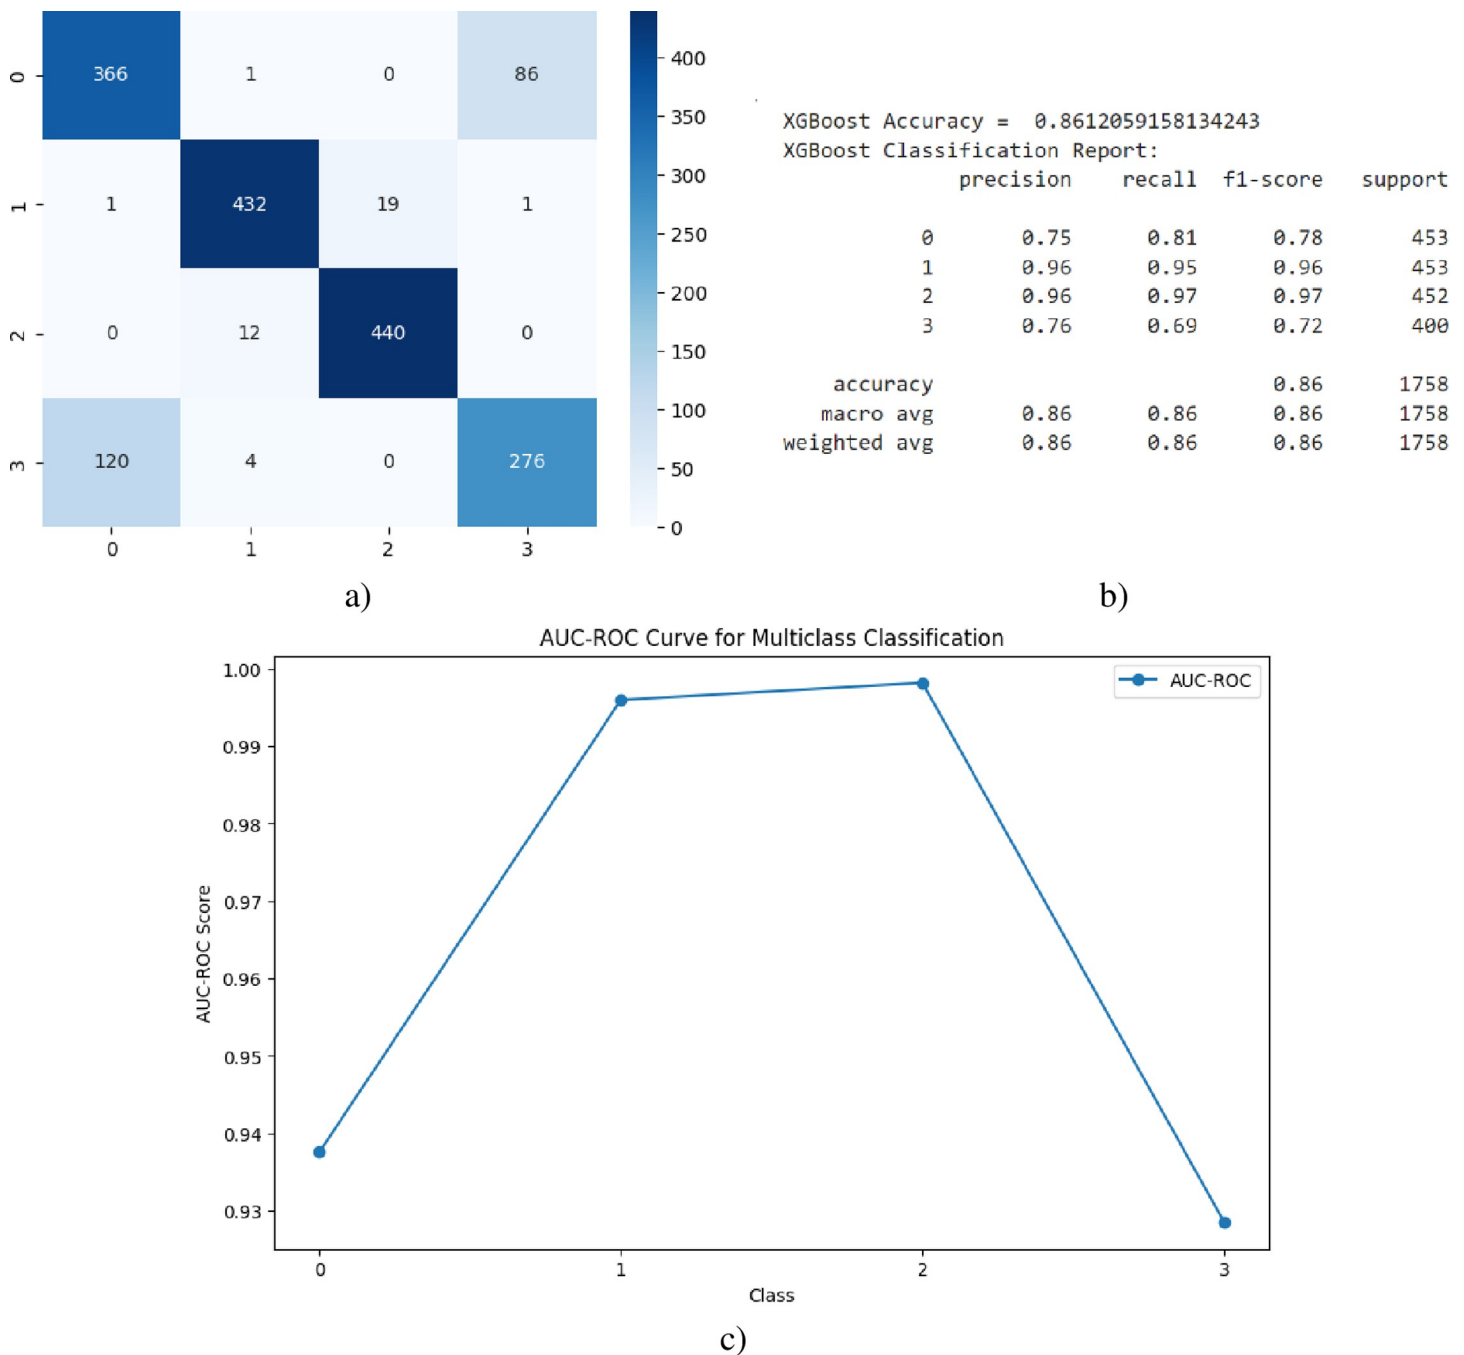 0 366 1 0 86
1 1 432 19 1
2 0 12 440 0
3 120 4 0 276
0 1 2 3
400
350
300
250
200
150
100
50
0
a)
XGBoost Accuracy = 0.8612059158134243
XGBoost Classification Report:
precision recall f1-score support
0 0.75 0.81 0.78 453
1 0.96 0.95 0.96 453
2 0.96 0.97 0.97 452
3 0.76 0.69 0.72 400
accuracy 0.86 1758
macro avg 0.86 0.86 0.86 1758
weighted avg 0.86 0.86 0.86 1758
b)
AUC-ROC Curve for Multiclass Classification
AUC-ROC
AUC-ROC Score
1.00
0.99
0.98
0.97
0.96
0.95
0.94
0.93
0 1 2 3
Class
c)